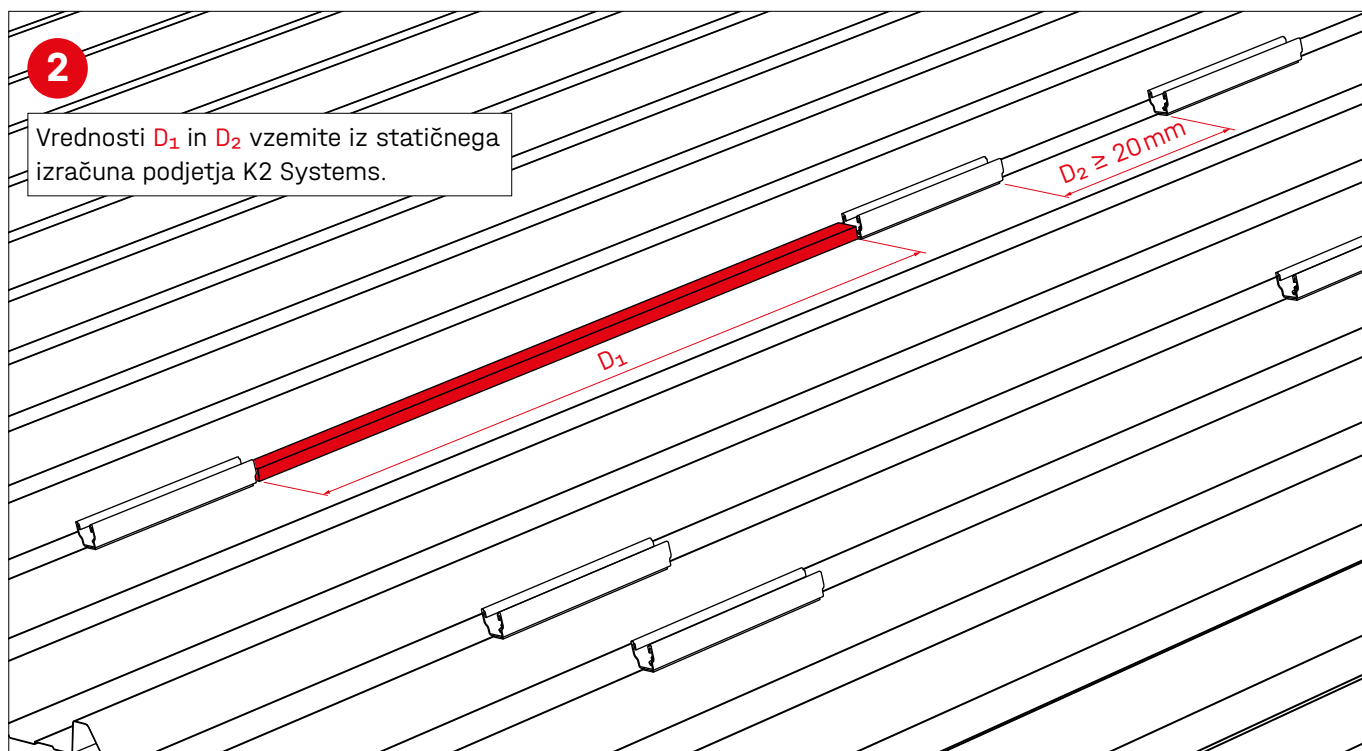 2
Vrednosti D₁ in D₂ vzemite iz statičnega
izračuna podjetja K2 Systems.
D₂ ≥ 20 mm
D₁